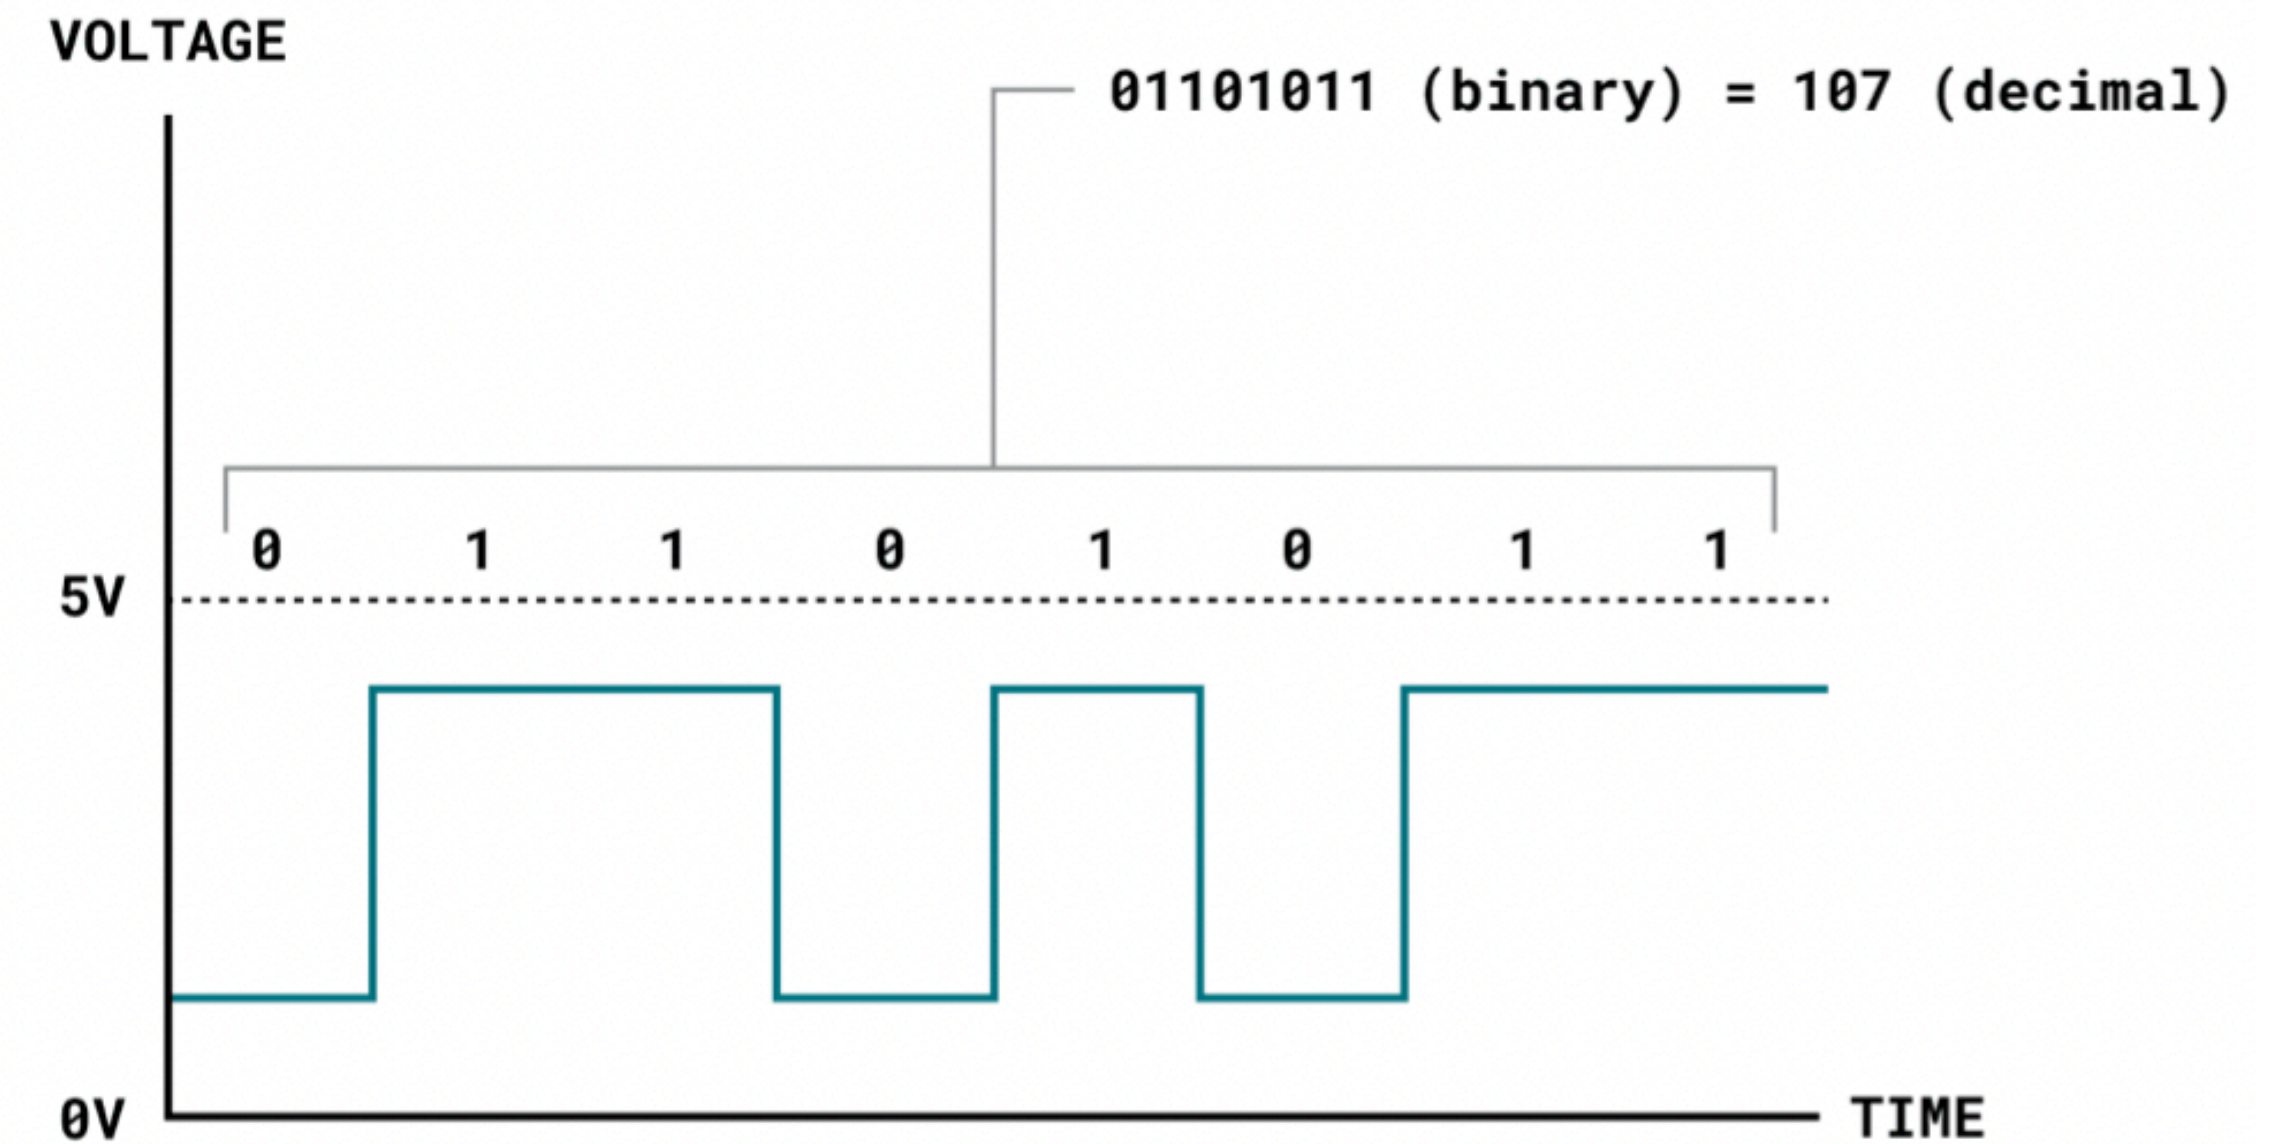 VOLTAGE
01101011 (binary) = 107 (decimal)
0 1 1 0 1 0 1 1
5V
0V
TIME